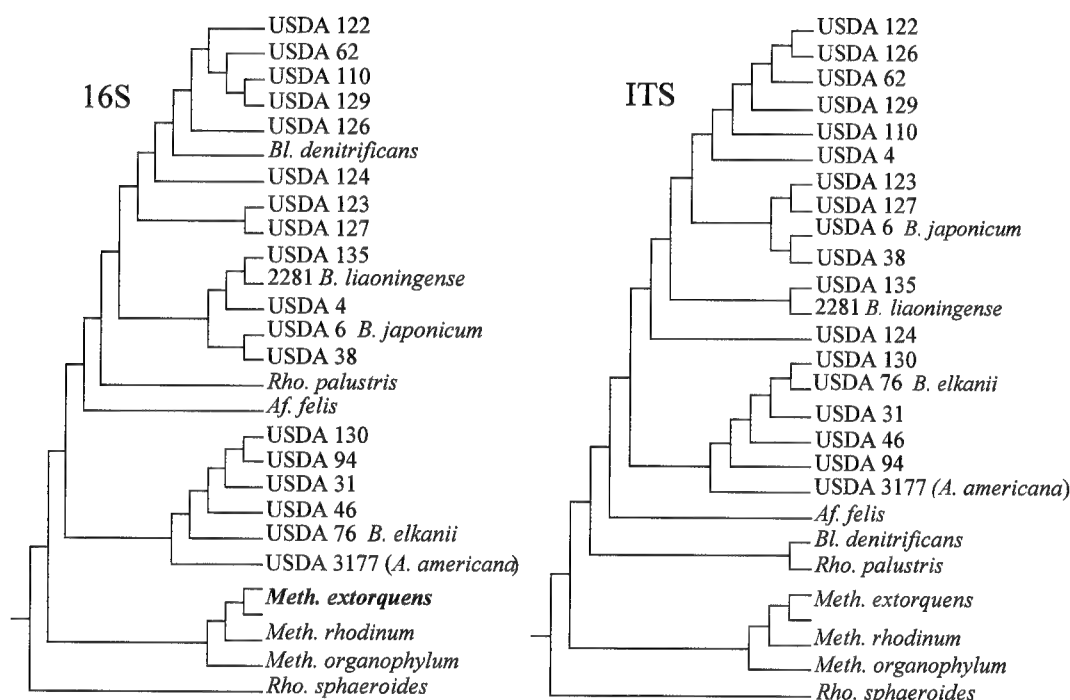 16S
USDA 122
USDA 62
USDA 110
USDA 129
USDA 126
Bl. denitrificans
USDA 124
USDA 123
USDA 127
USDA 135
2281 B. liaoningense
USDA 4
USDA 6 B. japonicum
USDA 38
Rho. palustris
Af. felis
USDA 130
USDA 94
USDA 31
USDA 46
USDA 76 B. elkanii
USDA 3177 (A. americana)
Meth. extorquens
Meth. rhodinum
Meth. organophylum
Rho. sphaeroides
ITS
USDA 122
USDA 126
USDA 62
USDA 129
USDA 110
USDA 4
USDA 123
USDA 127
USDA 6 B. japonicum
USDA 38
USDA 135
2281 B. liaoningense
USDA 124
USDA 130
USDA 76 B. elkanii
USDA 31
USDA 46
USDA 94
USDA 3177 (A. americana)
Af. felis
Bl. denitrificans
Rho. palustris
Meth. extorquens
Meth. rhodinum
Meth. organophylum
Rho. sphaeroides